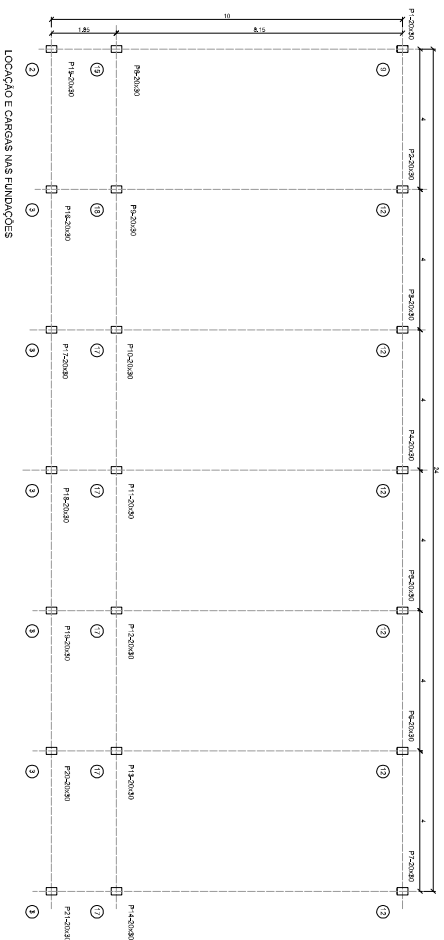 LOCAÇÃO E CARGAS NAS FUNDAÇÕES
24
4
4
4
4
4
4
10
8,15
1,85
P1-20x30
P2-20x30
P3-20x30
P4-20x30
P5-20x30
P6-20x30
P7-20x30
9
12
12
12
12
12
12
P8-20x30
P9-20x30
P10-20x30
P11-20x30
P12-20x30
P13-20x30
P14-20x30
15
18
17
17
17
17
17
P15-20x30
P16-20x30
P17-20x30
P18-20x30
P19-20x30
P20-20x30
P21-20x30
2
3
3
3
3
3
3